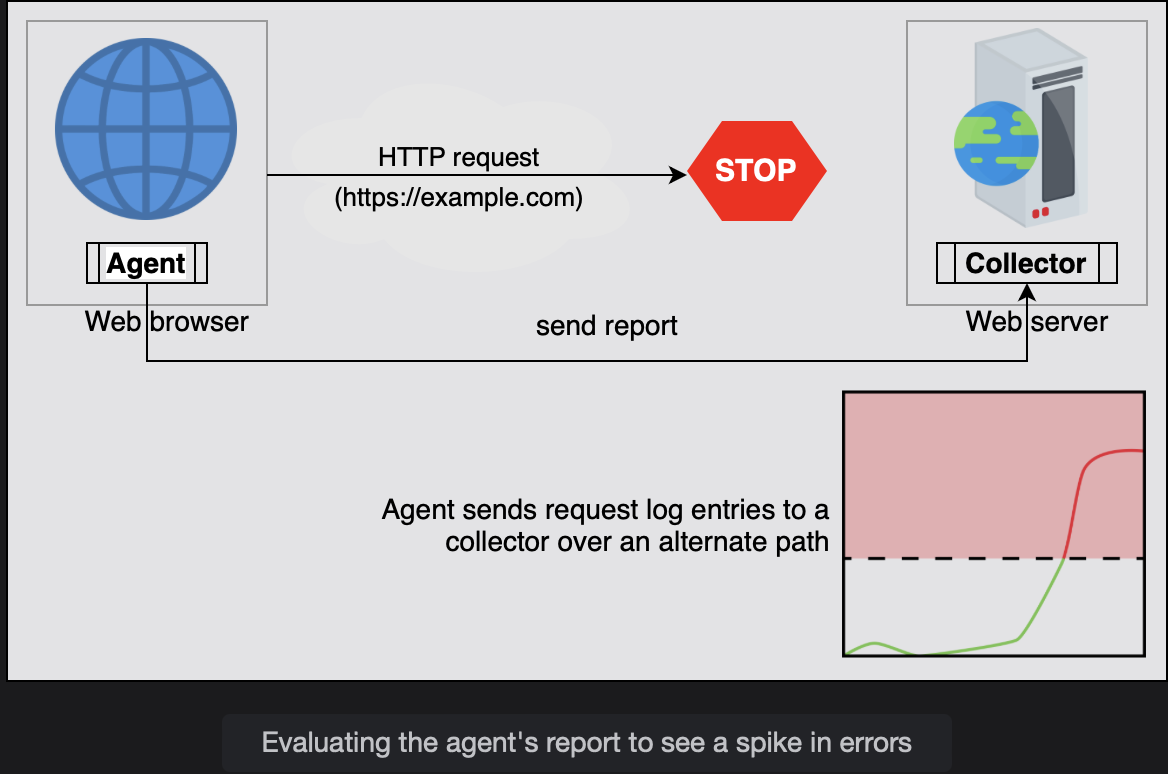 HTTP request
(https://example.com)
STOP
Agent
Collector
Web browser
send report
Web server
Agent sends request log entries to a
collector over an alternate path
Evaluating the agent's report to see a spike in errors